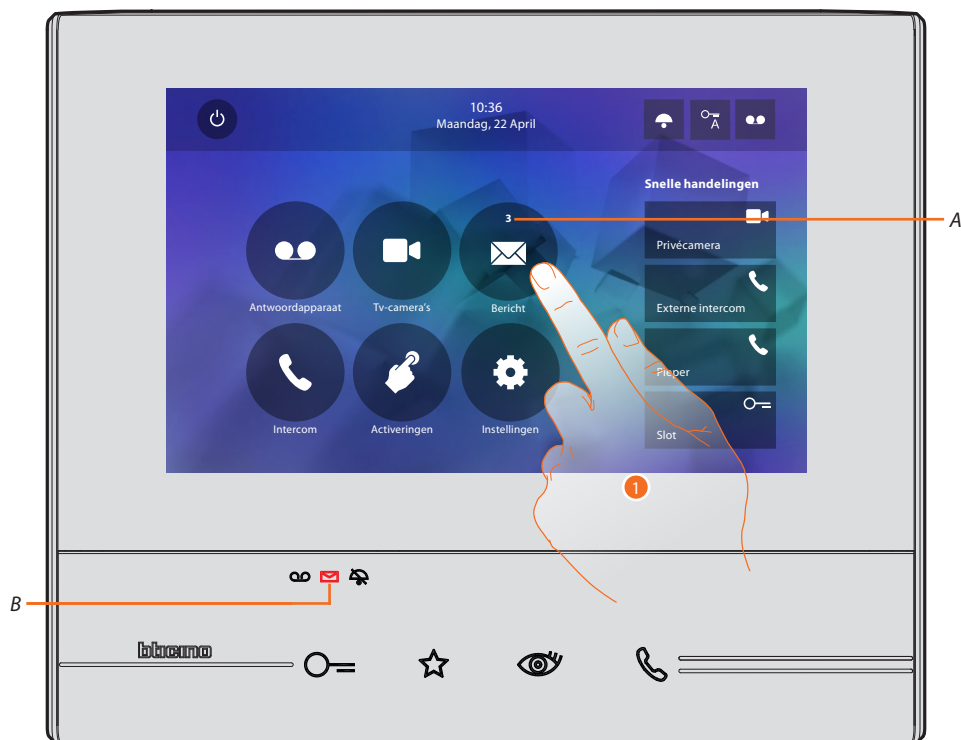 10:36
Maandag, 22 April
A
Snelle handelingen
3
A
Privécamera
Antwoordapparaat
Tv-camera's
Bericht
Externe intercom
Pieper
Intercom
Activeringen
Instellingen
Slot
1
B
bticino